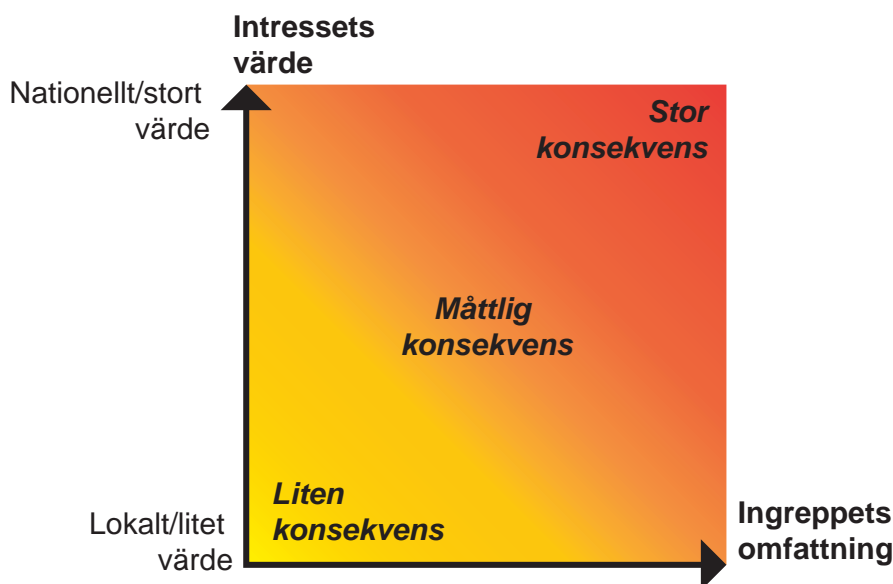 Intressets
värde
Nationellt/stort
värde
Stor
konsekvens
Måttlig
konsekvens
Liten
konsekvens
Lokalt/litet
värde
Ingreppets
omfattning